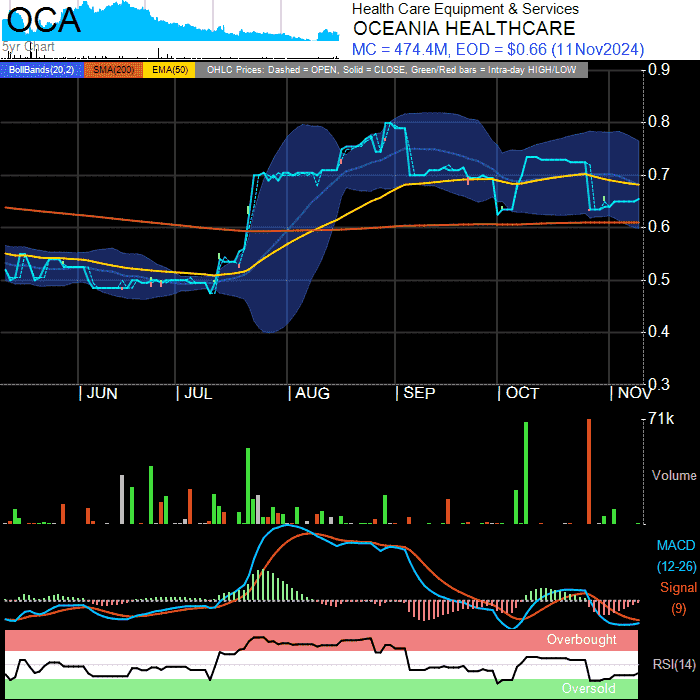 OCA
5yr Chart
Health Care Equipment & Services
OCEANIA HEALTHCARE
MC = 474.4M, EOD = $0.66 (11Nov2024)
BollBands(20,2) SMA(200) EMA(50) OHLC Prices: Dashed = OPEN, Solid = CLOSE, Green/Red bars = Intra-day HIGH/LOW
0.9
0.8
0.7
0.6
0.5
0.4
0.3
JUN JUL AUG SEP OCT NOV
71k
Volume
MACD
(12-26)
Signal
(9)
Overbought
RSI(14)
Oversold